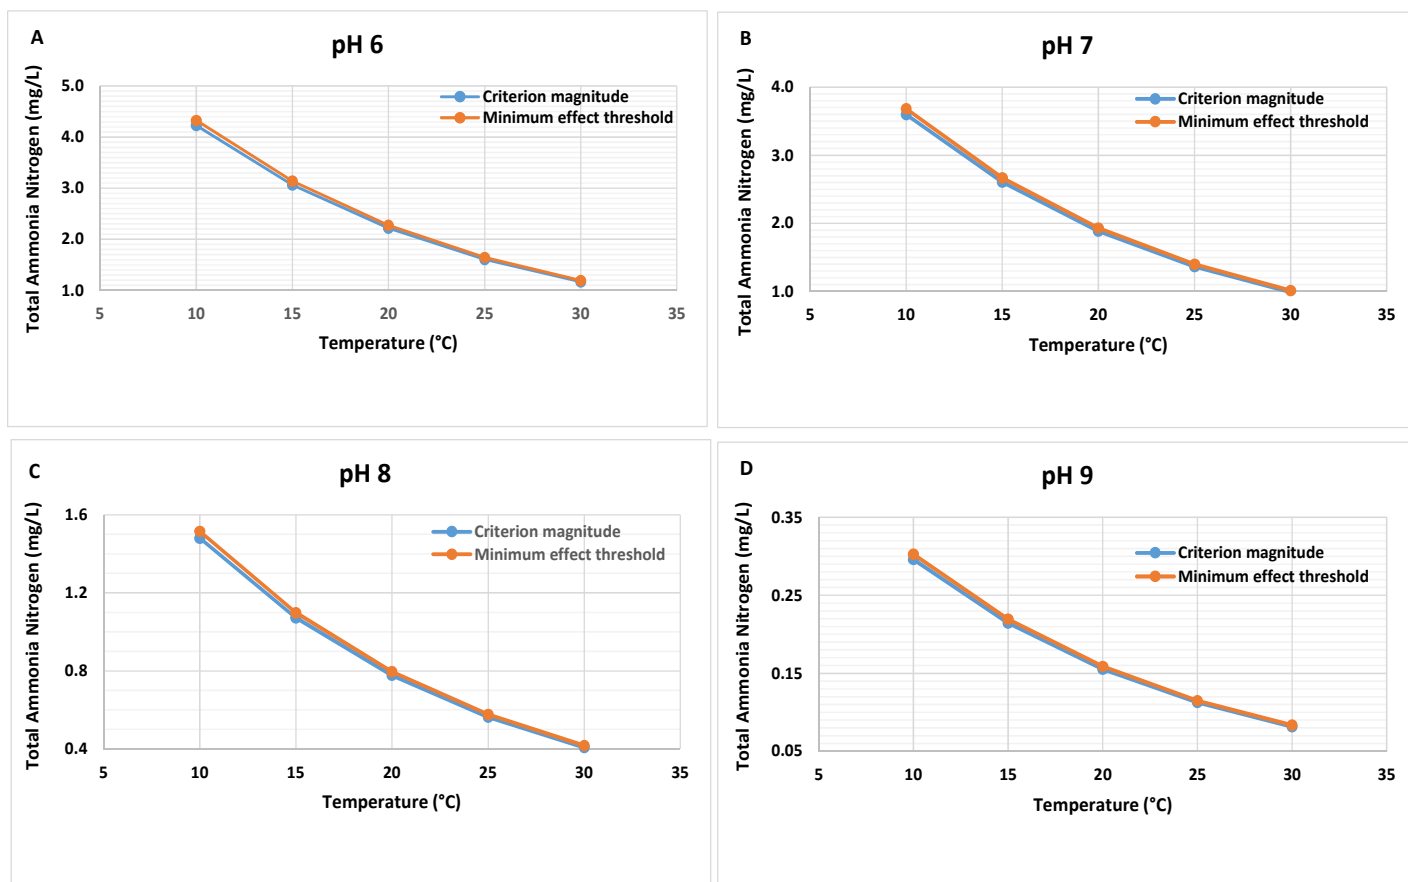 A
pH 6
Total Ammonia Nitrogen (mg/L)
5.0
4.0
3.0
2.0
1.0
Criterion magnitude
Minimum effect threshold
5 10 15 20 25 30 35
Temperature (°C)
B
pH 7
Total Ammonia Nitrogen (mg/L)
4.0
3.0
2.0
1.0
Criterion magnitude
Minimum effect threshold
5 10 15 20 25 30 35
Temperature (°C)
C
pH 8
Total Ammonia Nitrogen (mg/L)
1.6
1.2
0.8
0.4
Criterion magnitude
Minimum effect threshold
5 10 15 20 25 30 35
Temperature (°C)
D
pH 9
Total Ammonia Nitrogen (mg/L)
0.35
0.25
0.15
0.05
Criterion magnitude
Minimum effect threshold
5 10 15 20 25 30 35
Temperature (°C)